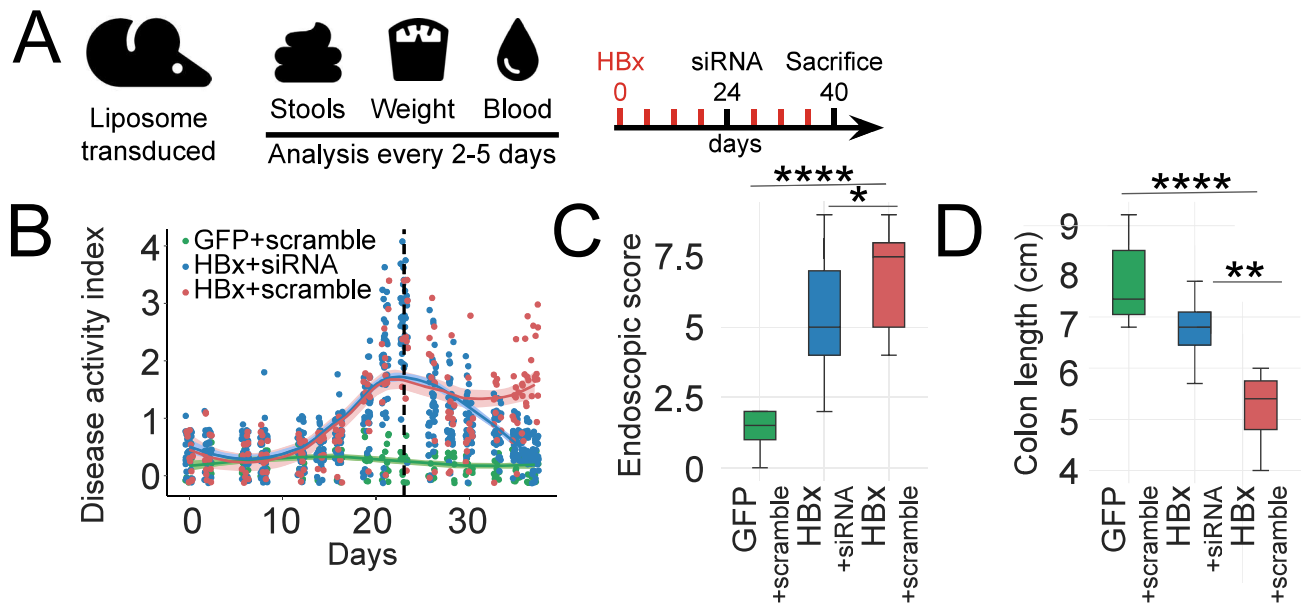 A
Liposome
transduced
Stools Weight Blood
Analysis every 2-5 days
HBx siRNA Sacrifice
0 24 40
days
B
Disease activity index
4
3
2
1
0
GFP+scramble
HBx+siRNA
HBx+scramble
0 10 20 30
Days
C
Endoscopic score
7.5
5
2.5
0
****
*
GFP
+scramble
HBx
+siRNA
HBx
+scramble
D
Colon length (cm)
9
8
7
6
5
4
****
**
GFP
+scramble
HBx
+siRNA
HBx
+scramble